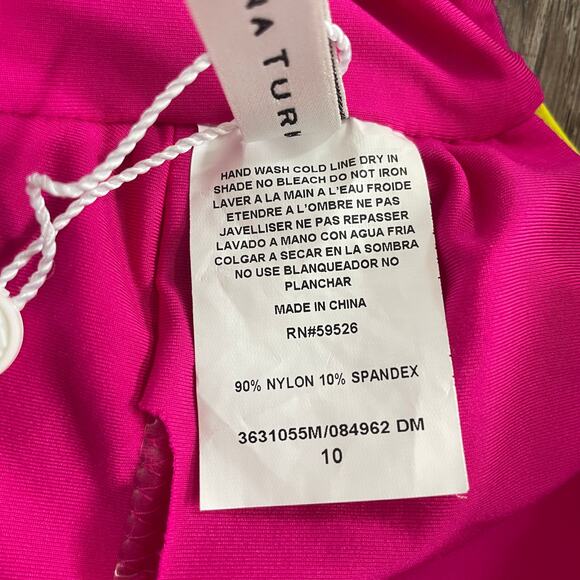 NA TUR
HAND WASH COLD LINE DRY IN
SHADE NO BLEACH DO NOT IRON
LAVER A LA MAIN A L'EAU FROIDE
ETENDRE A L'OMBRE NE PAS
JAVELLISER NE PAS REPASSER
LAVADO A MANO CON AGUA FRIA
COLGAR A SECAR EN LA SOMBRA
NO USE BLANQUEADOR NO
PLANCHAR
MADE IN CHINA
RN#59526
90% NYLON 10% SPANDEX
3631055M/084962 DM
10